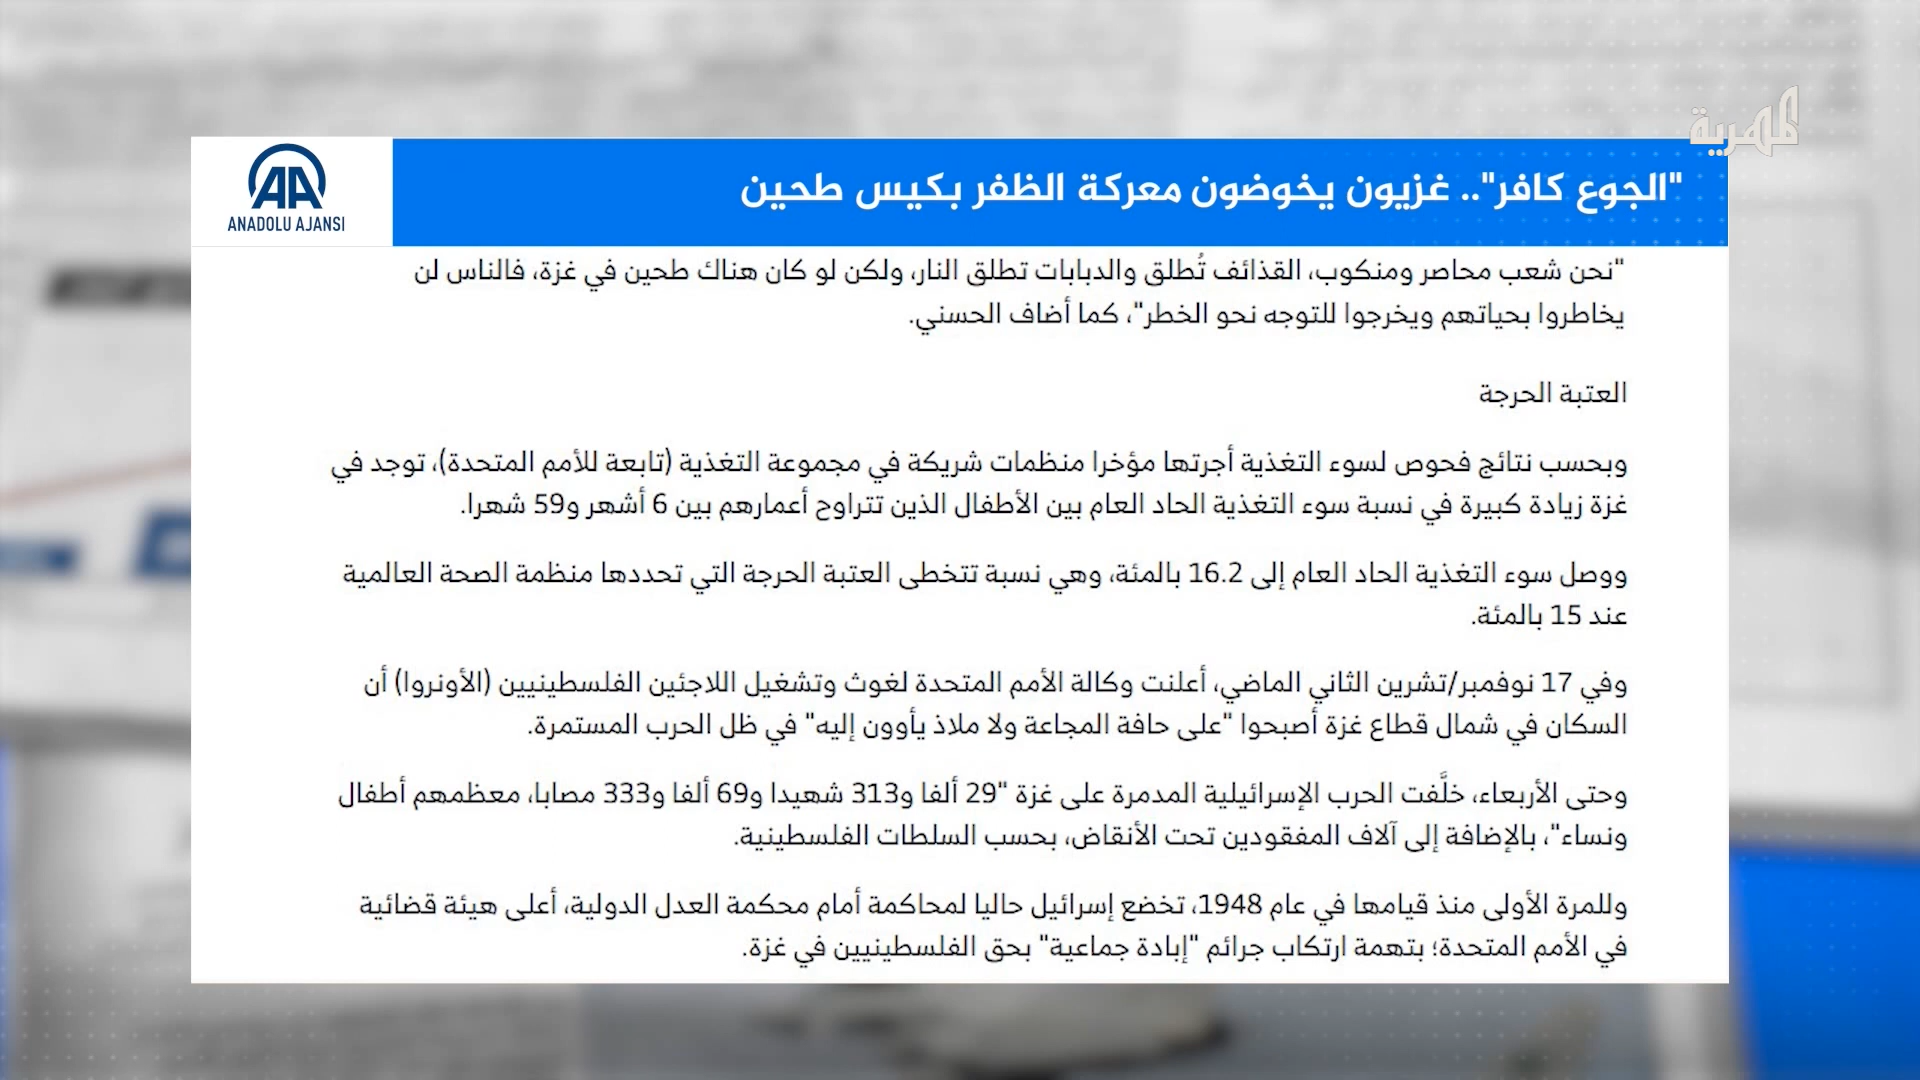 المهرية
ANADOLU AJANSI
"الجوع كافر".. غزيون يخوضون معركة الظفر بكيس طحين
"نحن شعب محاصر ومنكوب، القذائف تُطلق والدبابات تطلق النار، ولكن لو كان هناك طحين في غزة، فالناس لن
يخاطروا بحياتهم ويخرجوا للتوجه نحو الخطر"، كما أضاف الحسني.
العتبة الحرجة
وبحسب نتائج فحوص لسوء التغذية أجرتها مؤخرا منظمات شريكة في مجموعة التغذية (تابعة للأمم المتحدة)، توجد في
غزة زيادة كبيرة في نسبة سوء التغذية الحاد العام بين الأطفال الذين تتراوح أعمارهم بين 6 أشهر و59 شهرا.
ووصل سوء التغذية الحاد العام إلى 16.2 بالمئة، وهي نسبة تتخطى العتبة الحرجة التي تحددها منظمة الصحة العالمية
عند 15 بالمئة.
وفي 17 نوفمبر/تشرين الثاني الماضي، أعلنت وكالة الأمم المتحدة لغوث وتشغيل اللاجئين الفلسطينيين (الأونروا) أن
السكان في شمال قطاع غزة أصبحوا "على حافة المجاعة ولا ملاذ يأوون إليه" في ظل الحرب المستمرة.
وحتى الأربعاء، خلَّفت الحرب الإسرائيلية المدمرة على غزة "29 ألفا و313 شهيدا و69 ألفا و333 مصابا، معظمهم أطفال
ونساء"، بالإضافة إلى آلاف المفقودين تحت الأنقاض، بحسب السلطات الفلسطينية.
وللمرة الأولى منذ قيامها في عام 1948، تخضع إسرائيل حاليا لمحاكمة أمام محكمة العدل الدولية، أعلى هيئة قضائية
في الأمم المتحدة؛ بتهمة ارتكاب جرائم "إبادة جماعية" بحق الفلسطينيين في غزة.